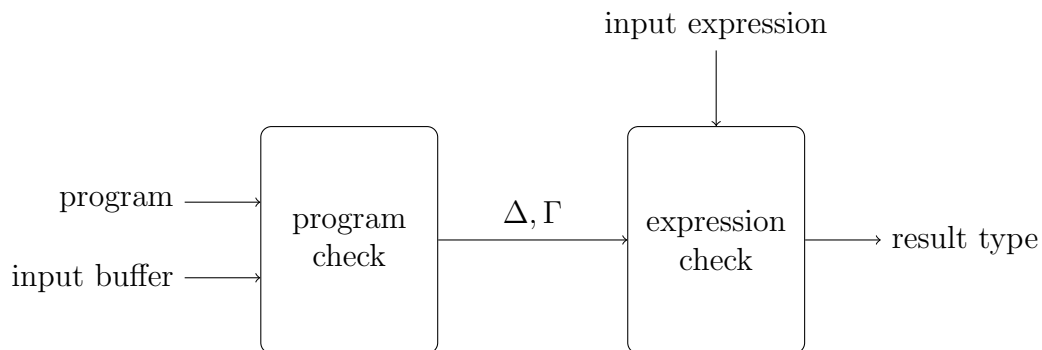 input expression
program
input buffer
program
check
Δ, Γ
expression
check
result type